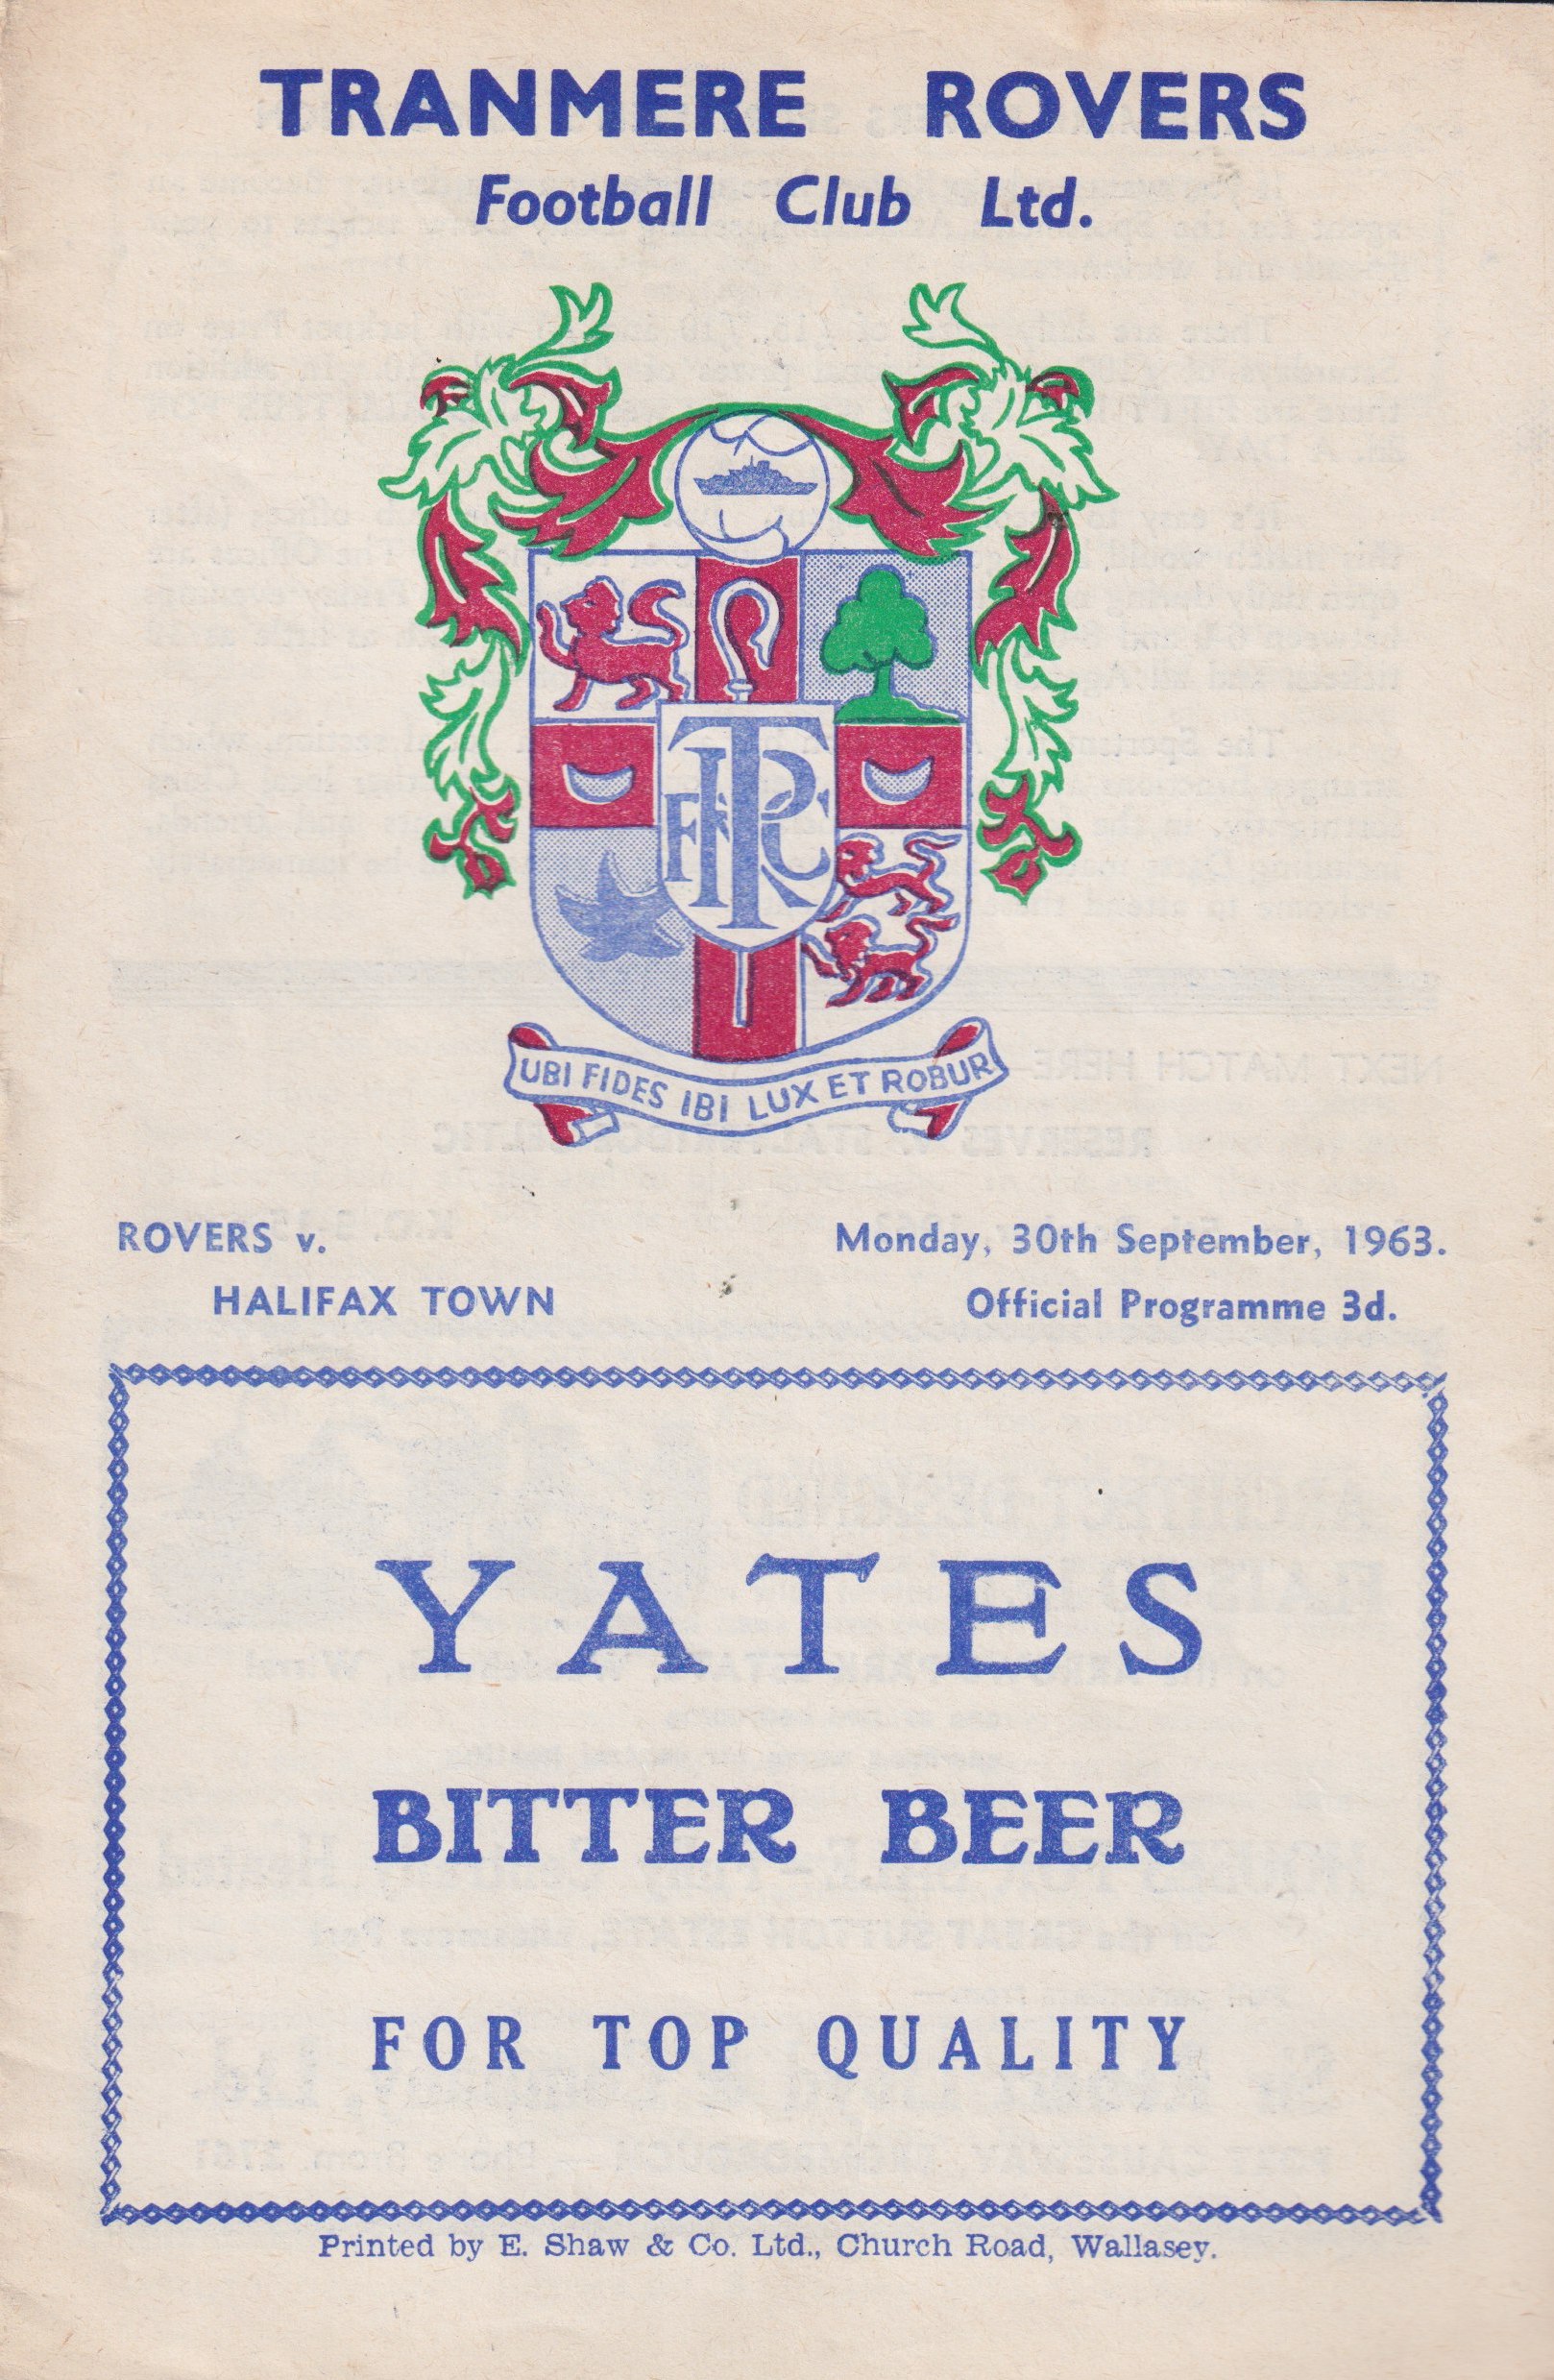 TRANMERE ROVERS
Football Club Ltd.
TRFC
UBI FIDES IBI LUX ET ROBUR
ROVERS v.
HALIFAX TOWN
Monday, 30th September, 1963.
Official Programme 3d.
YATES
BITTER BEER
FOR TOP QUALITY
Printed by E. Shaw & Co. Ltd., Church Road, Wallasey.